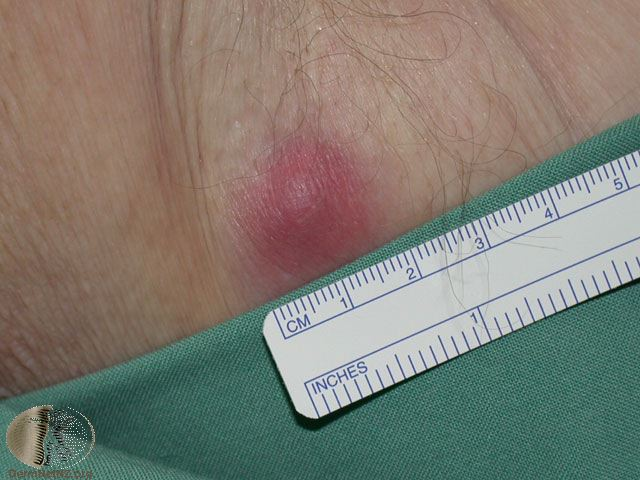 1 2 3 4 5
CM
1
INCHES
DermNetNZ.org